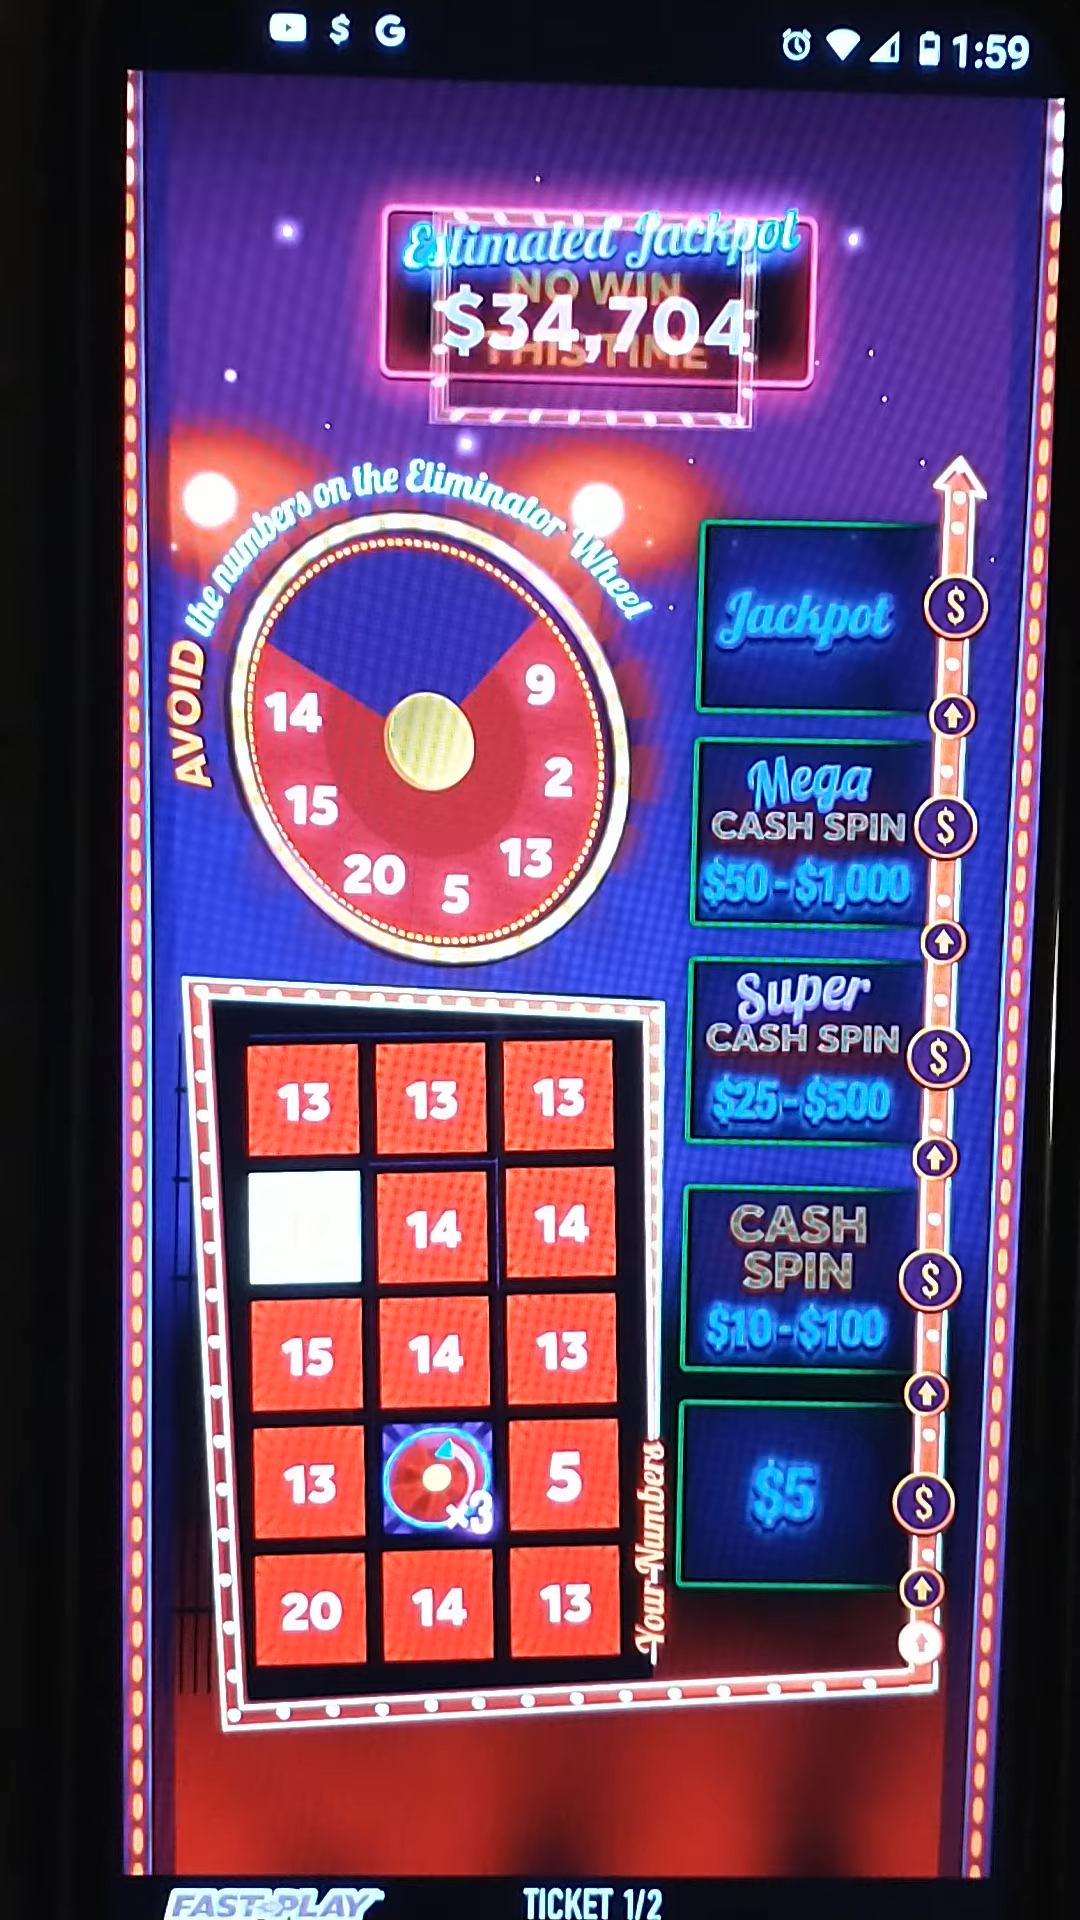 1:59
Estimated Jackpot
NO WIN
$34,704
THIS TIME
AVOID the numbers on the Eliminator Wheel
14
9
15
2
20
5
13
Jackpot
Mega
CASH SPIN
$50-$1,000
Super
CASH SPIN
$25-$500
CASH
SPIN
$10-$100
$5
13 13 13
14 14
15 14 13
13 x3 5
20 14 13
Your Numbers
FAST PLAY
TICKET 1/2